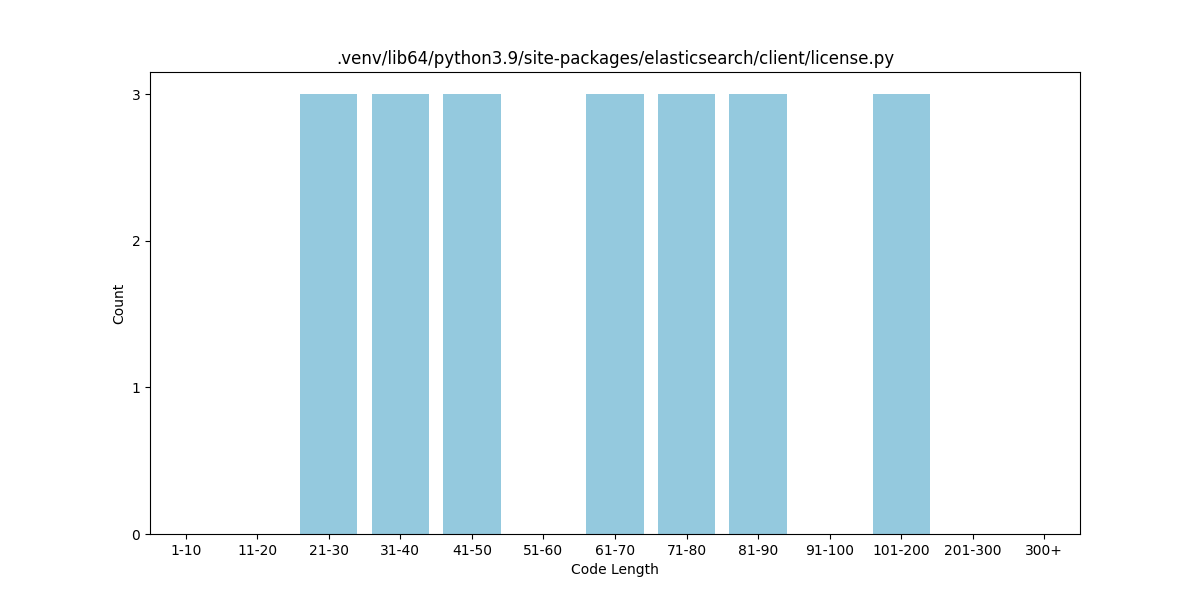 .venv/lib64/python3.9/site-packages/elasticsearch/client/license.py
3
2
1
0
Count
1-10 11-20 21-30 31-40 41-50 51-60 61-70 71-80 81-90 91-100 101-200 201-300 300+
Code Length